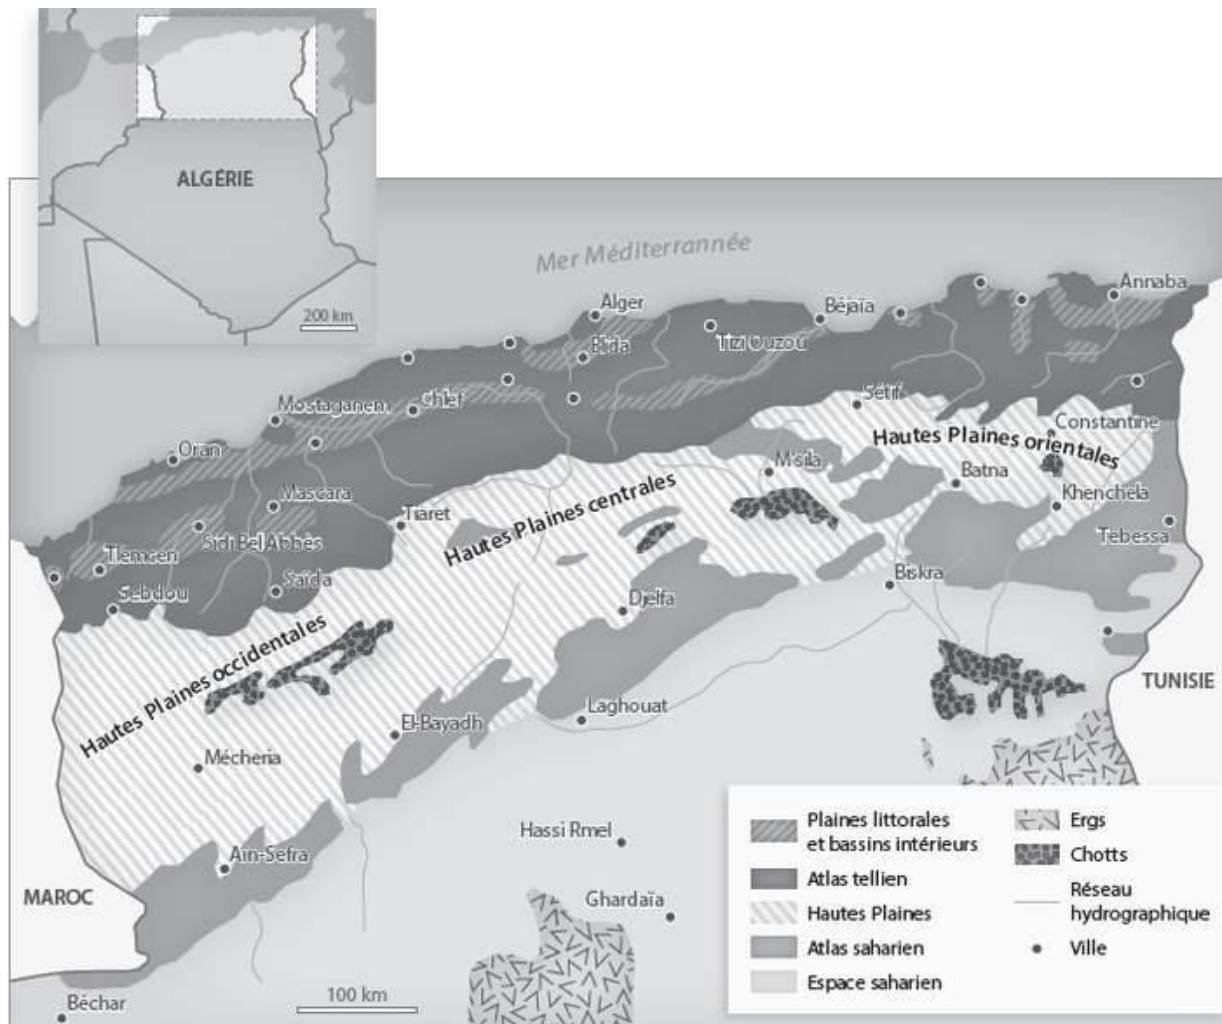 ALGÉRIE
200 km
Mer Méditerrannée
Alger
Béjaïa
Annaba
Blida
Tizi Ouzou
Mostaganem
Chlef
Sétif
Constantine
Oran
Hautes Plaines orientales
M'sila
Batna
Mascara
Khenchela
Tiaret
Hautes Plaines centrales
Tlemcen
Sidi Bel Abbès
Tebessa
Sebdou
Saïda
Biskra
Djelfa
Hautes Plaines occidentales
TUNISIE
Laghouat
El-Bayadh
Mécheria
Hassi Rmel
Aïn-Sefra
MAROC
Ghardaïa
Béchar
100 km
Plaines littorales
et bassins intérieurs
Atlas tellien
Hautes Plaines
Atlas saharien
Espace saharien
Ergs
Chotts
Réseau
hydrographique
Ville